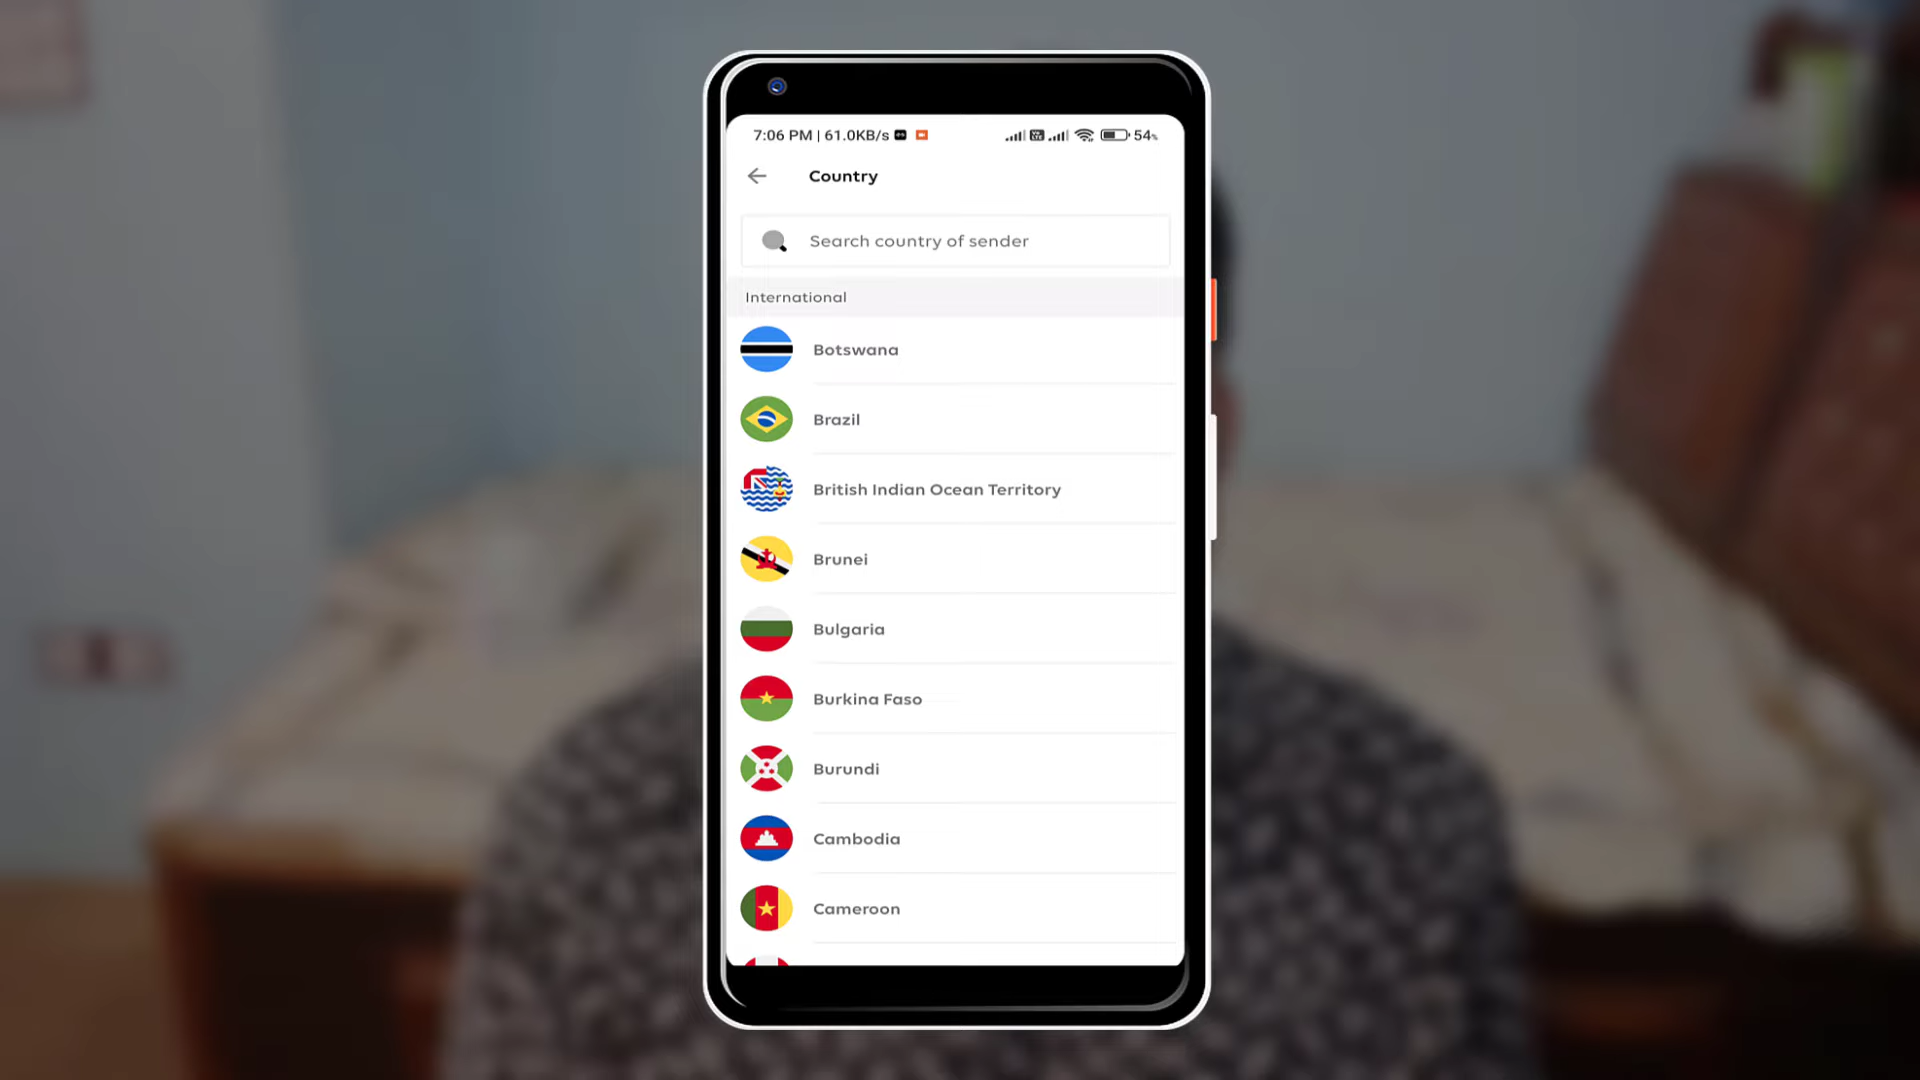 7:06 PM | 61.0KB/s 54%
Country
Search country of sender
International
Botswana
Brazil
British Indian Ocean Territory
Brunei
Bulgaria
Burkina Faso
Burundi
Cambodia
Cameroon